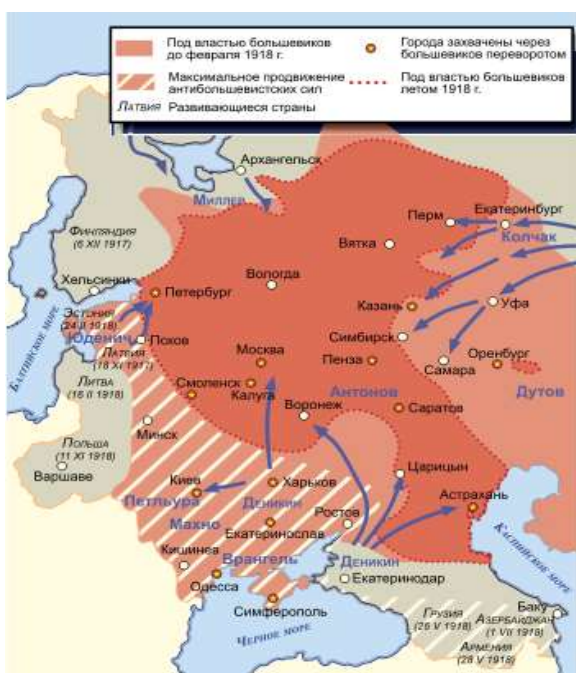 Под властью большевиков
до февраля 1918 г.
Города захвачены через
большевиков переворотом
Максимальное продвижение
антибольшевистских сил
Под властью большевиков
летом 1918 г.
Латвия Развивающиеся страны
Архангельск
Миллер
Финляндия
(6 XII 1917)
Пермь
Екатеринбург
Колчак
Вятка
Хельсинки
Вологда
Петербург
Казань
Уфа
Эстония
(24 II 1918)
Юденич
Псков
Балтийское море
Латвия
(18 XI 1917)
Москва
Симбирск
Пенза
Самара
Оренбург
Литва
(16 II 1918)
Смоленск
Калуга
Антонов
Дутов
Минск
Воронеж
Саратов
Польша
(11 XI 1918)
Варшаве
Киев
Харьков
Царицын
Петлюра
Деникин
Астрахань
Махно
Ростов
Екатеринослав
Кишинев
Врангель
Деникин
Каспийское море
Одесса
Екатеринодар
Симферополь
Черное море
Грузия
(26 V 1918)
Баку
Азербайджан
(1 VII 1918)
Армения
(28 V 1918)